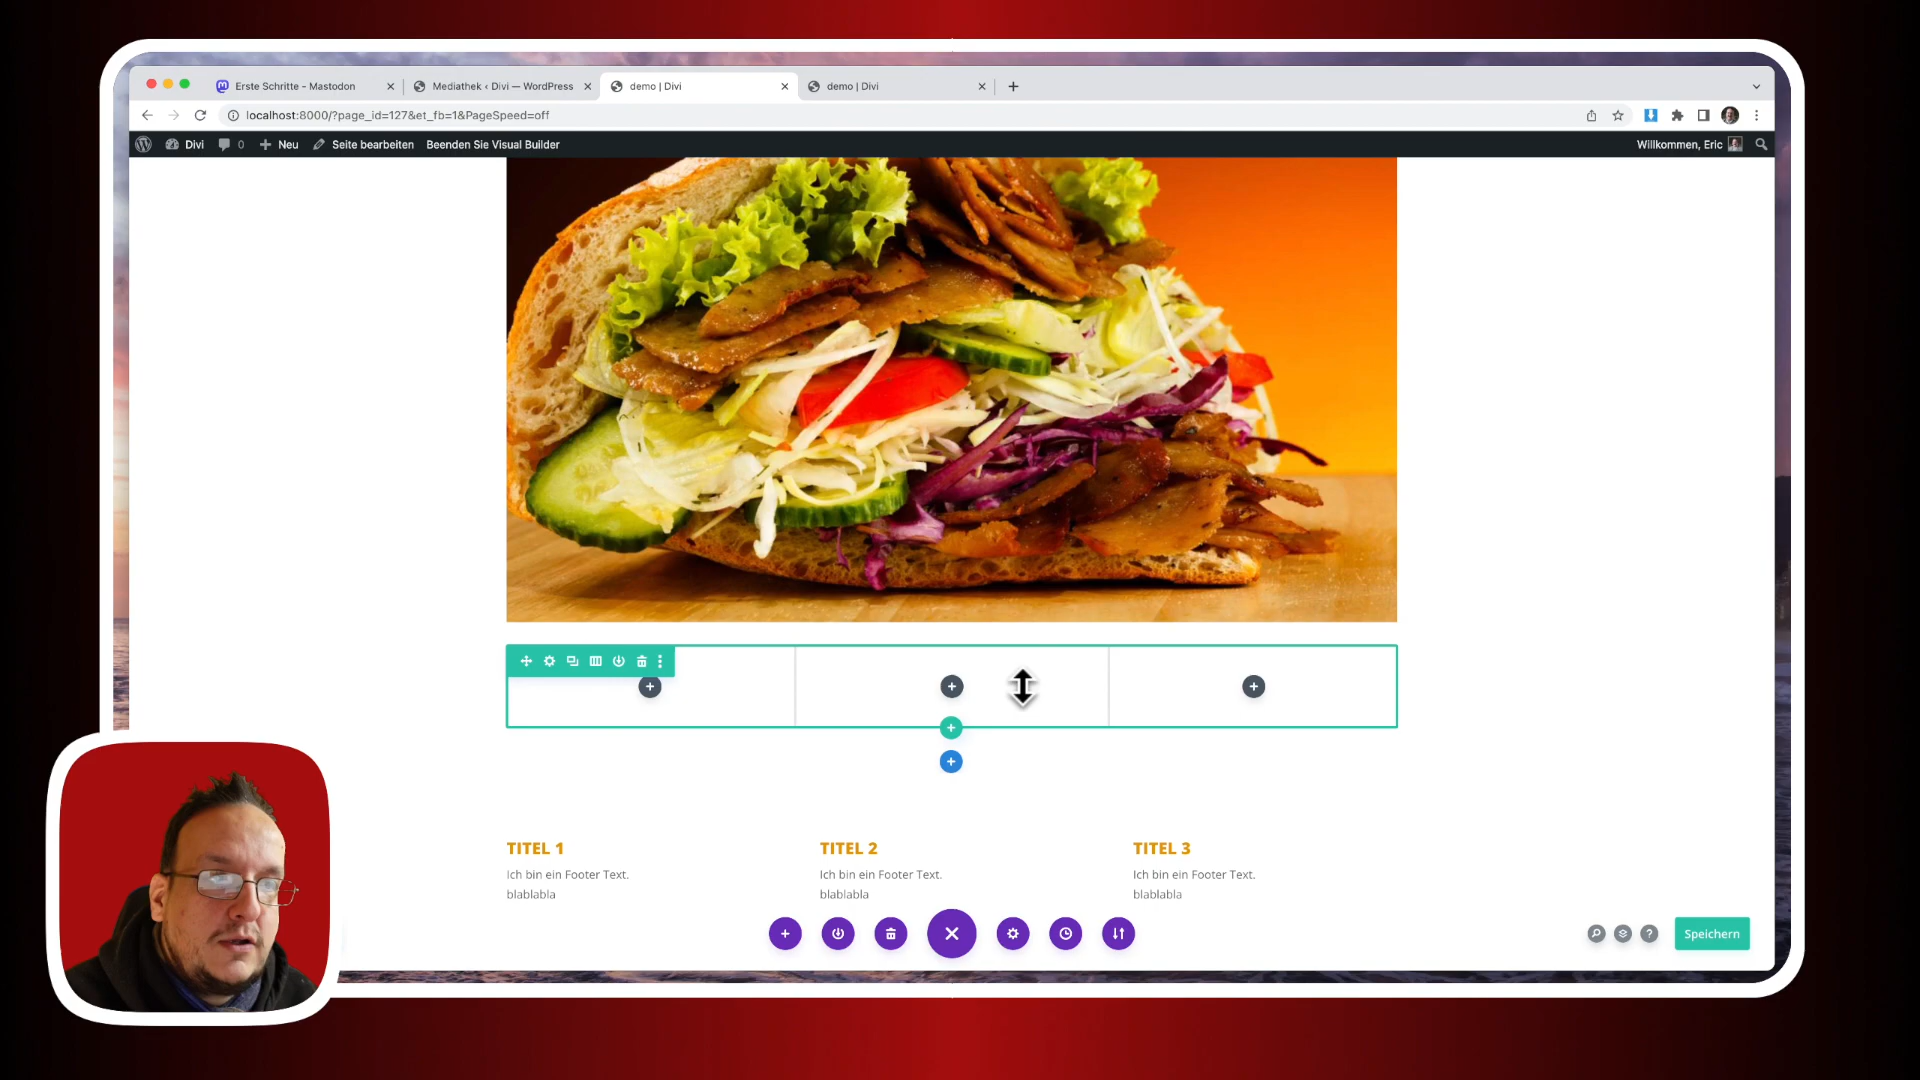 Erste Schritte - Mastodon
Mediathek ‹ Divi — WordPress
demo | Divi
demo | Divi
localhost:8000/?page_id=127&et_fb=1&PageSpeed=off
Divi
0
Neu
Seite bearbeiten
Beenden Sie Visual Builder
Willkommen, Eric
TITEL 1
Ich bin ein Footer Text.
blablabla
TITEL 2
Ich bin ein Footer Text.
blablabla
TITEL 3
Ich bin ein Footer Text.
blablabla
Speichern